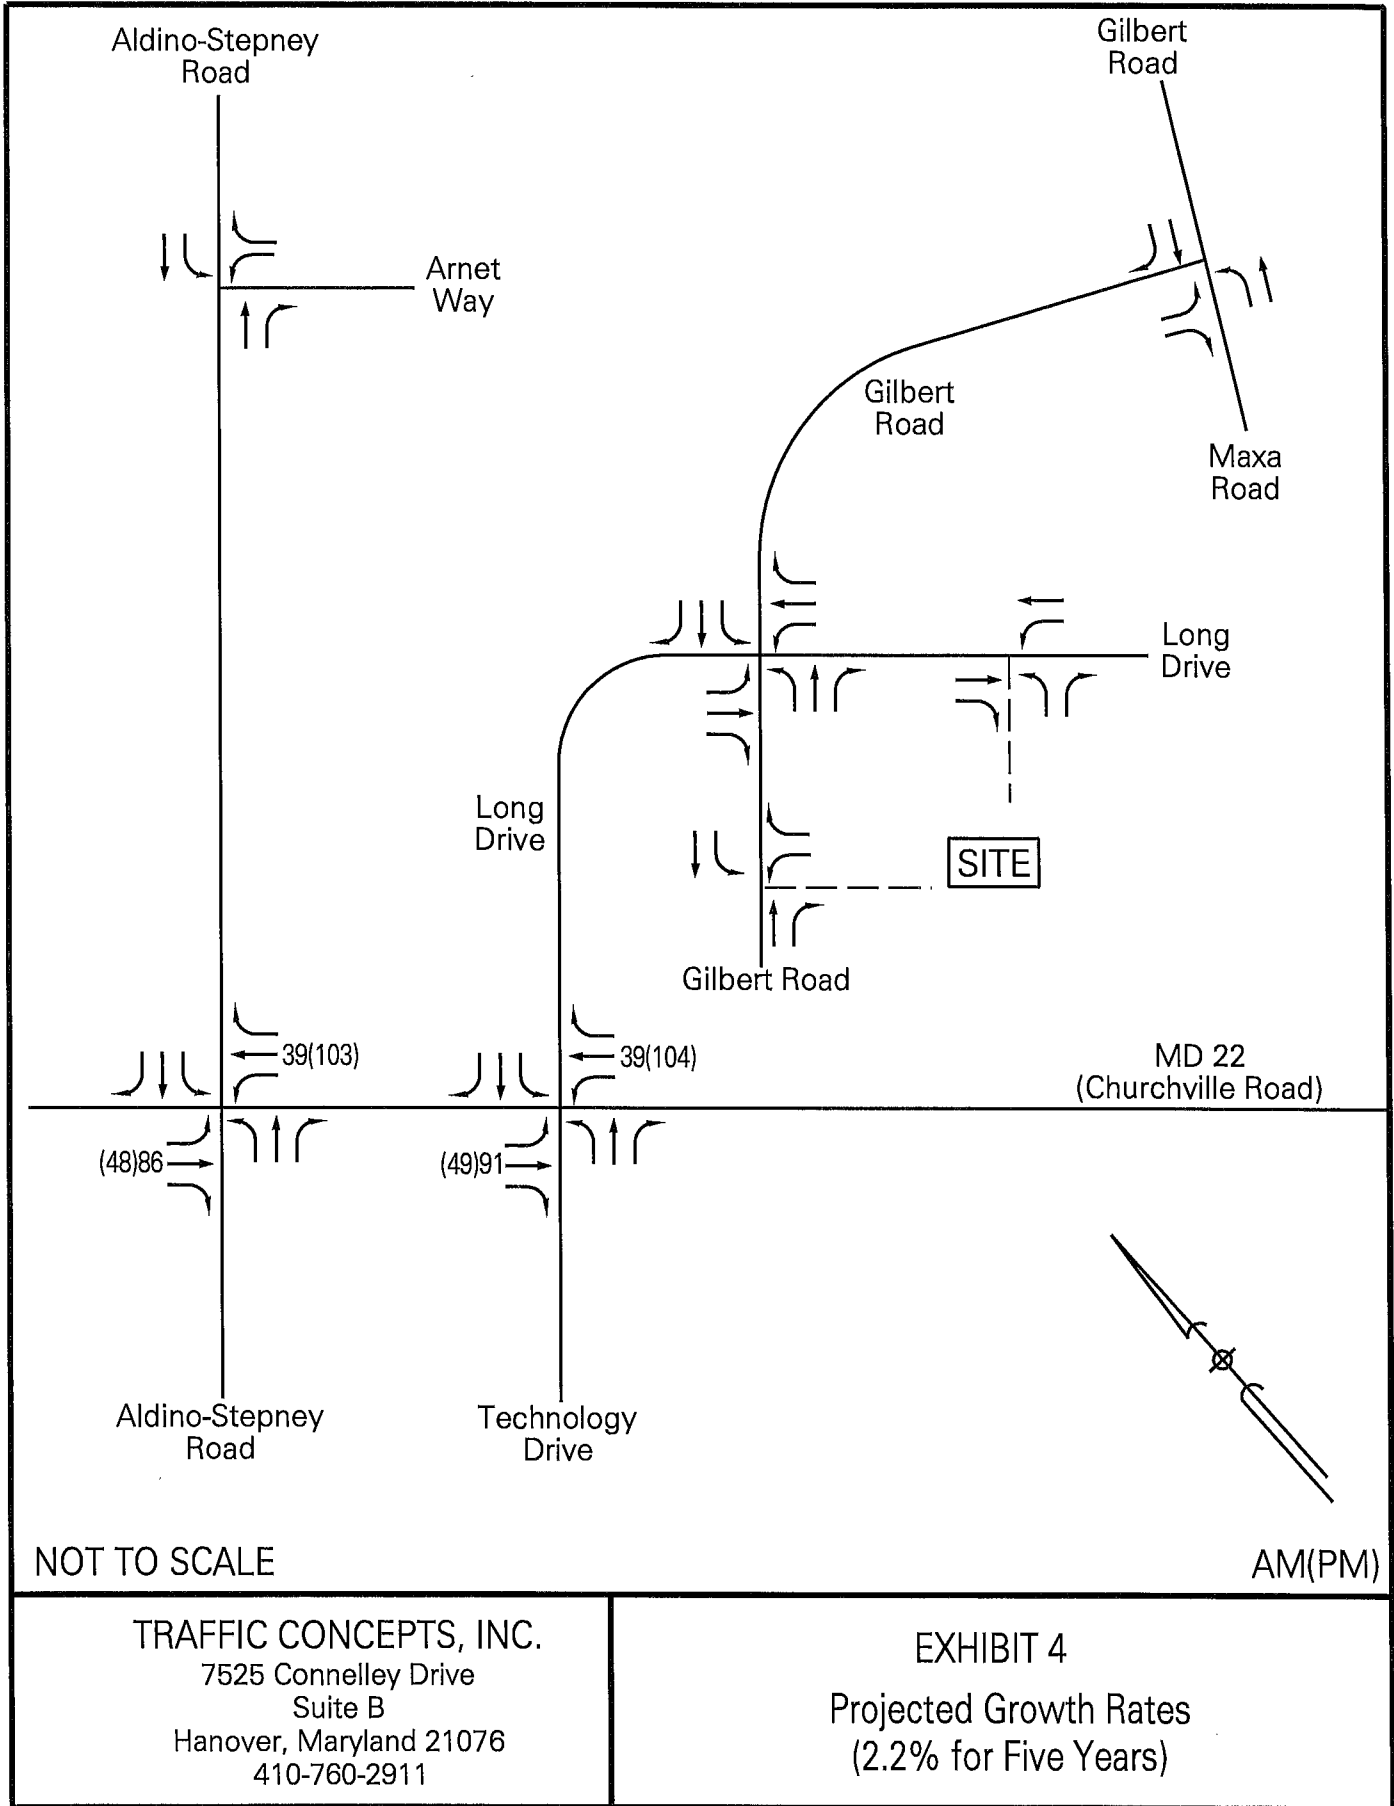 Aldino-Stepney
Road
Gilbert
Road
Arnet
Way
Gilbert
Road
Maxa
Road
Long
Drive
Long
Drive
SITE
Gilbert Road
39(103)
39(104)
MD 22
(Churchville Road)
(48)86
(49)91
Aldino-Stepney
Road
Technology
Drive
NOT TO SCALE
AM(PM)
TRAFFIC CONCEPTS, INC.
7525 Connelley Drive
Suite B
Hanover, Maryland 21076
410-760-2911
EXHIBIT 4
Projected Growth Rates
(2.2% for Five Years)